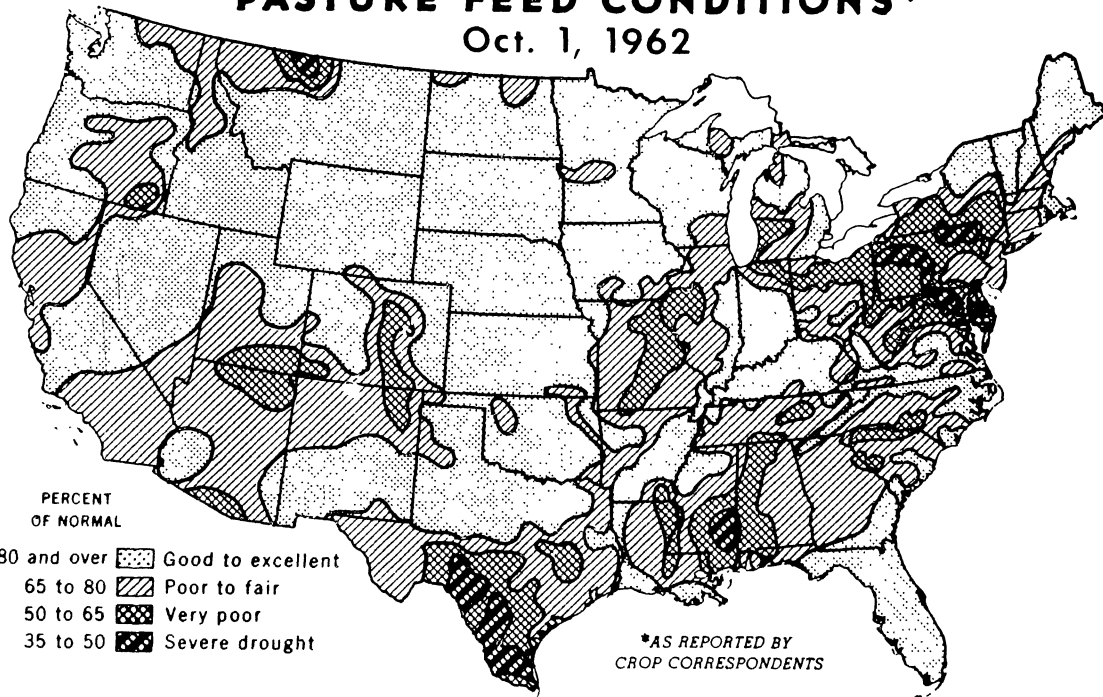 PASTURE FEED CONDITIONS*
Oct. 1, 1962
PERCENT
OF NORMAL
80 and over Good to excellent
65 to 80 Poor to fair
50 to 65 Very poor
35 to 50 Severe drought
*AS REPORTED BY
CROP CORRESPONDENTS